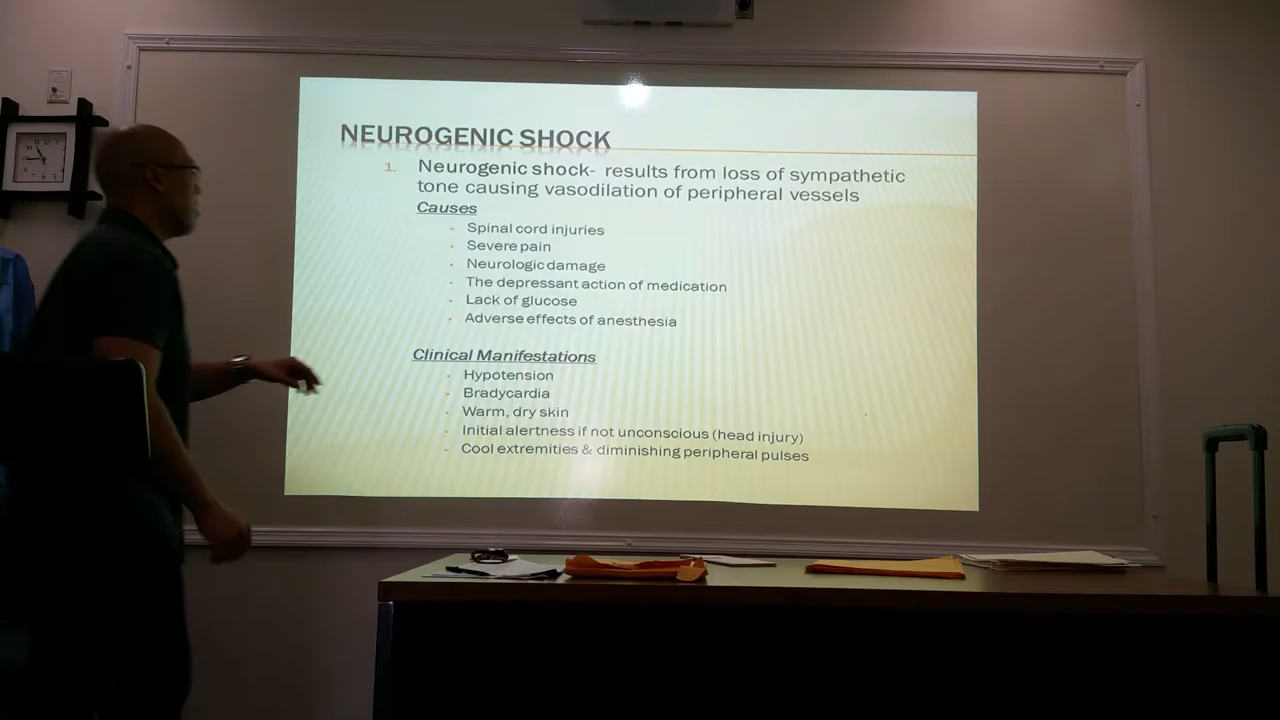 NEUROGENIC SHOCK
1. Neurogenic shock- results from loss of sympathetic
tone causing vasodilation of peripheral vessels
Causes
- Spinal cord injuries
- Severe pain
- Neurologic damage
- The depressant action of medication
- Lack of glucose
- Adverse effects of anesthesia
Clinical Manifestations
- Hypotension
- Bradycardia
- Warm, dry skin
- Initial alertness if not unconscious (head injury)
- Cool extremities & diminishing peripheral pulses